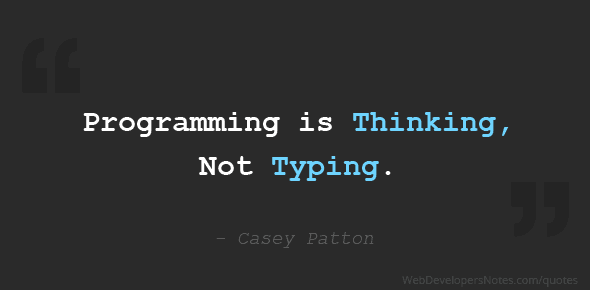 Programming is Thinking,
Not Typing.
- Casey Patton
WebDevelopersNotes.com/quotes